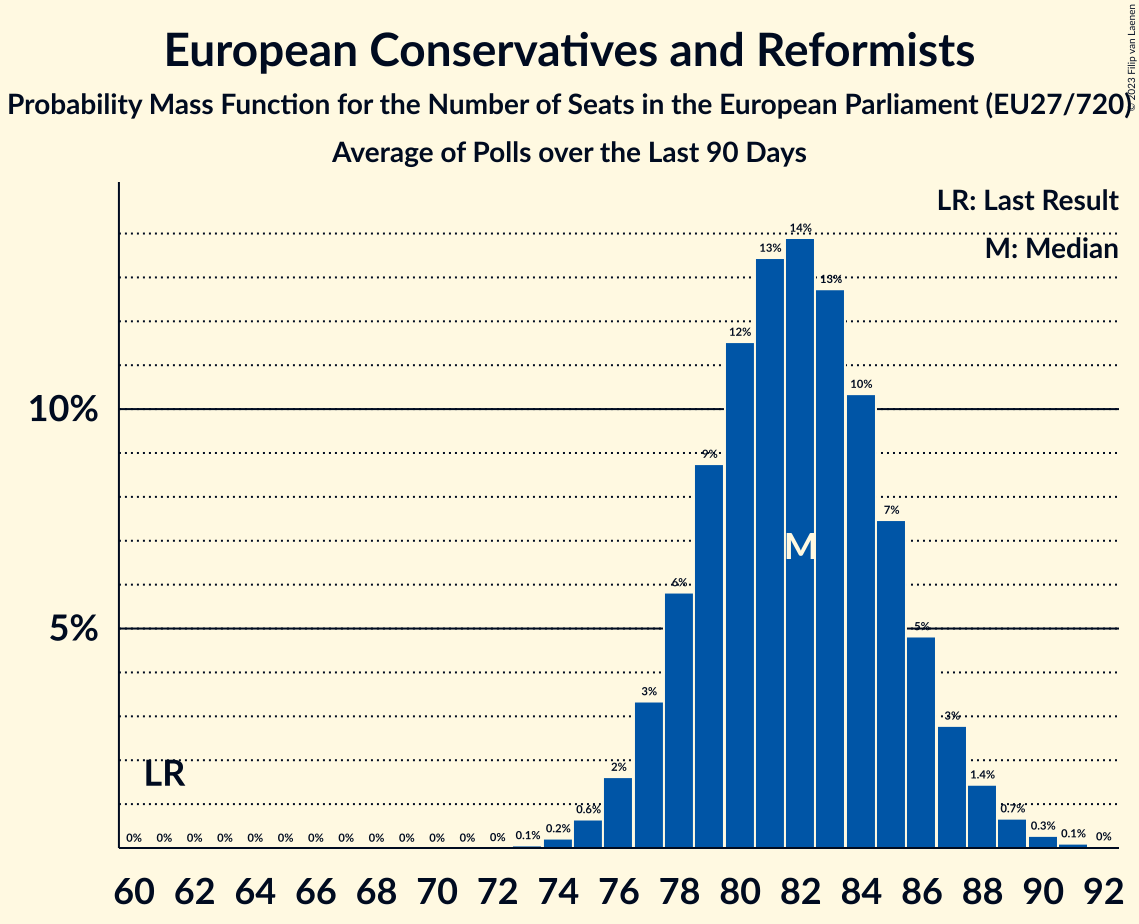 European Conservatives and Reformists
Probability Mass Function for the Number of Seats in the European Parliament (EU27/720)
Average of Polls over the Last 90 Days
© 2023 Filip van Laenen
LR: Last Result
M: Median
10%
5%
LR
M
0% 0% 0% 0% 0% 0% 0% 0% 0% 0% 0% 0% 0% 0.1% 0.2% 0.6% 2% 3% 6% 9% 12% 13% 14% 13% 10% 7% 5% 3% 1.4% 0.7% 0.3% 0.1% 0%
60 62 64 66 68 70 72 74 76 78 80 82 84 86 88 90 92